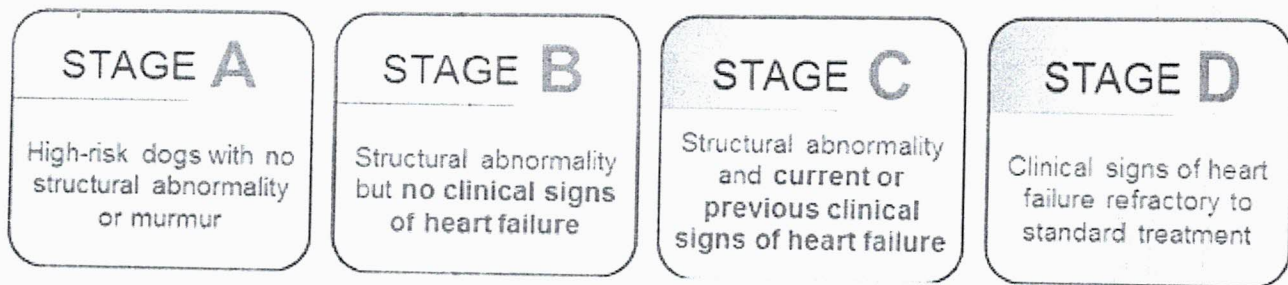 STAGE A
High-risk dogs with no
structural abnormality
or murmur
STAGE B
Structural abnormality
but no clinical signs
of heart failure
STAGE C
Structural abnormality
and current or
previous clinical
signs of heart failure
STAGE D
Clinical signs of heart
failure refractory to
standard treatment